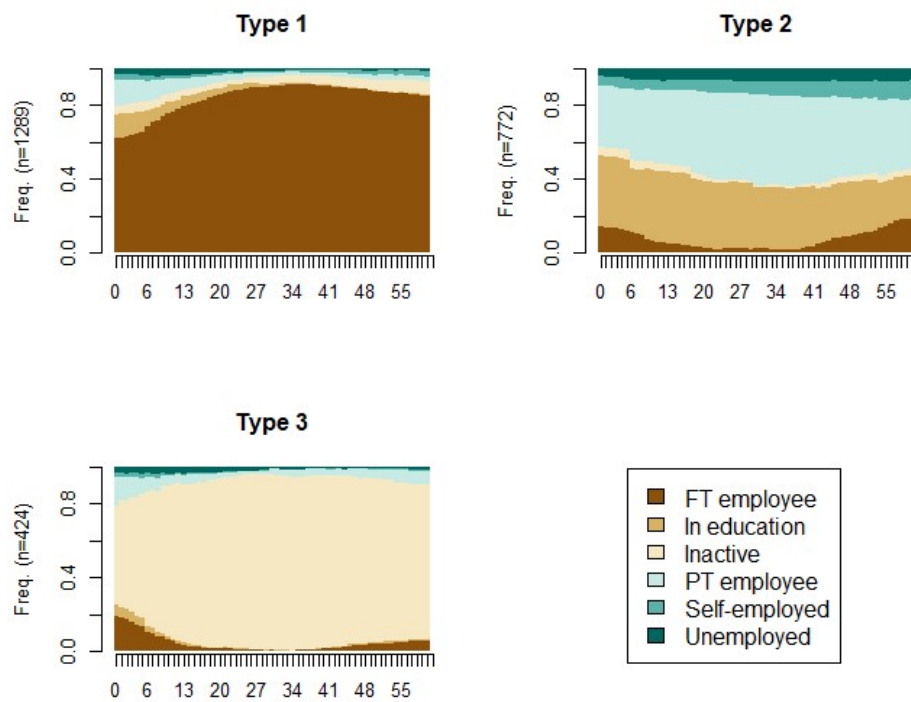 Type 1
Freq. (n=1289)
0.0 0.4 0.8
0 6 13 20 27 34 41 48 55
Type 2
Freq. (n=772)
0.0 0.4 0.8
0 6 13 20 27 34 41 48 55
Type 3
Freq. (n=424)
0.0 0.4 0.8
0 6 13 20 27 34 41 48 55
FT employee
In education
Inactive
PT employee
Self-employed
Unemployed